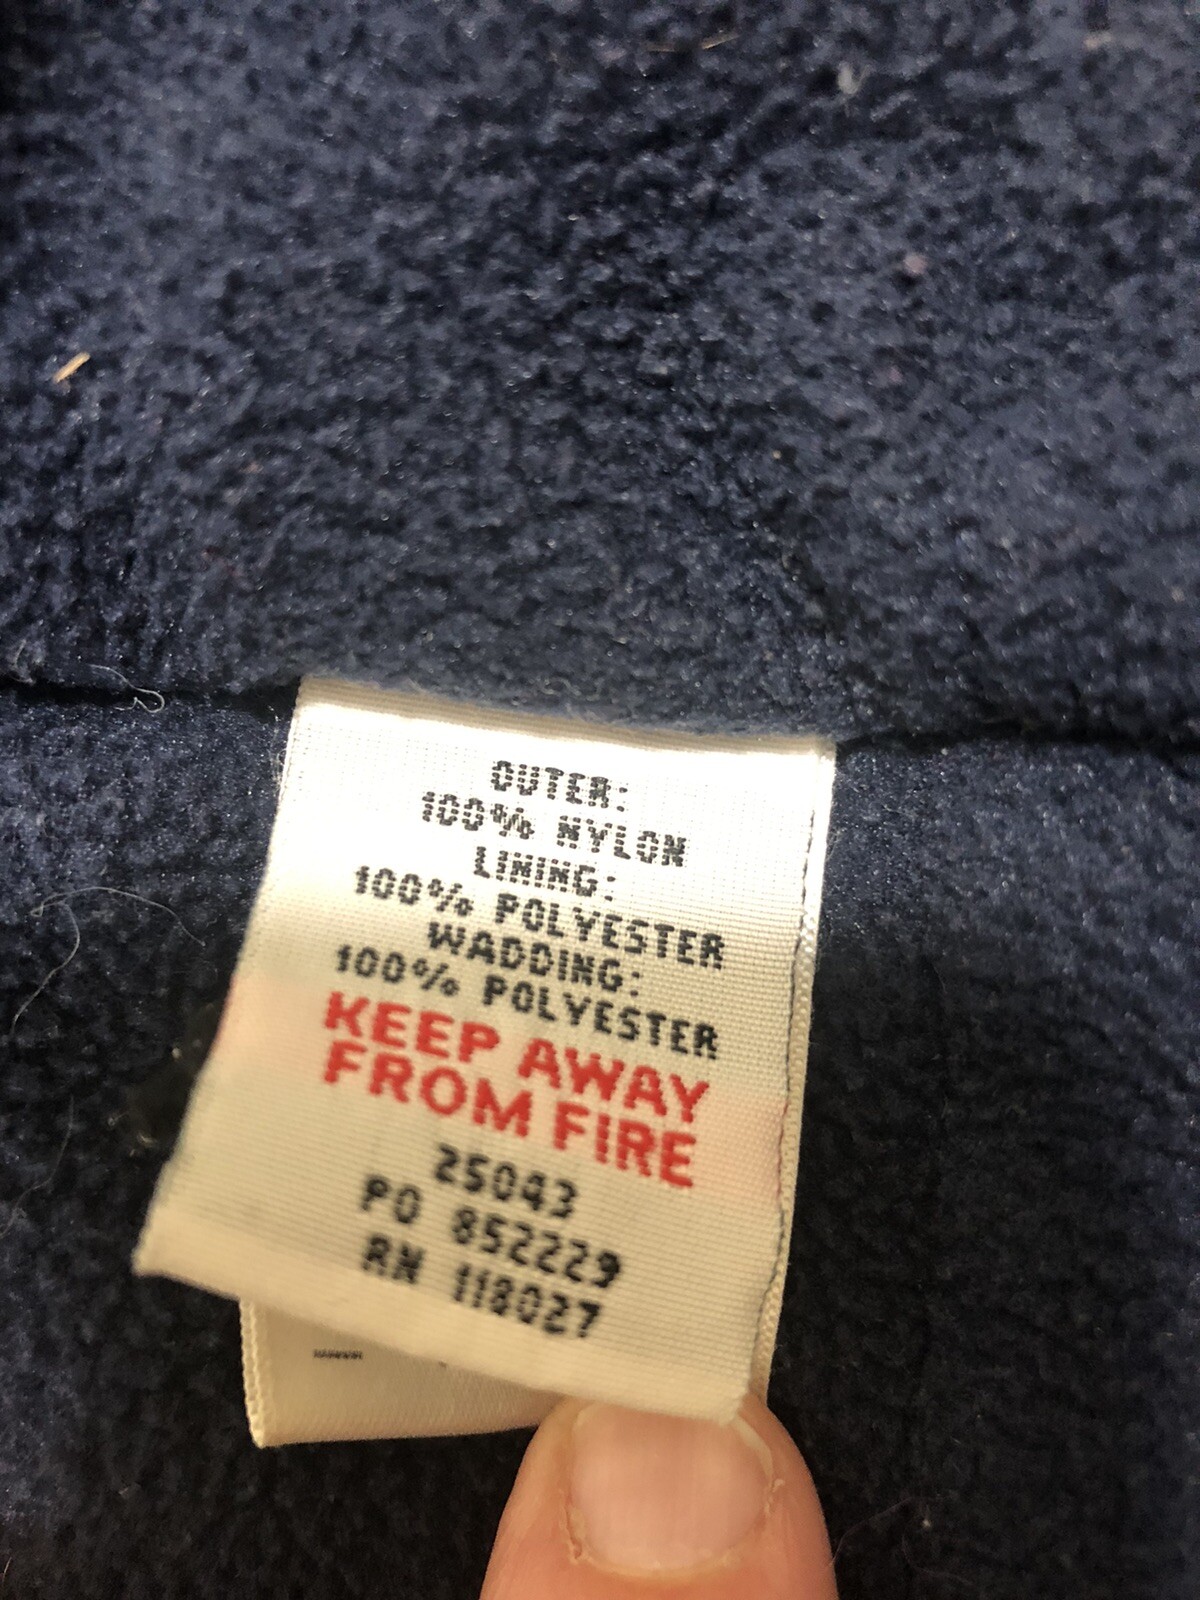 OUTER:
100% NYLON
LINING:
100% POLYESTER
WADDING:
100% POLYESTER
KEEP AWAY
FROM FIRE
25043
PO 852229
RN 118027